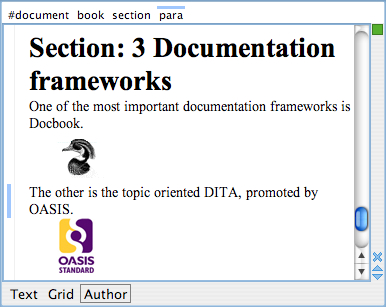 #document book section para
Section: 3 Documentation
frameworks
One of the most important documentation frameworks is
Docbook.
The other is the topic oriented DITA, promoted by
OASIS.
OASIS
STANDARD
Text Grid Author